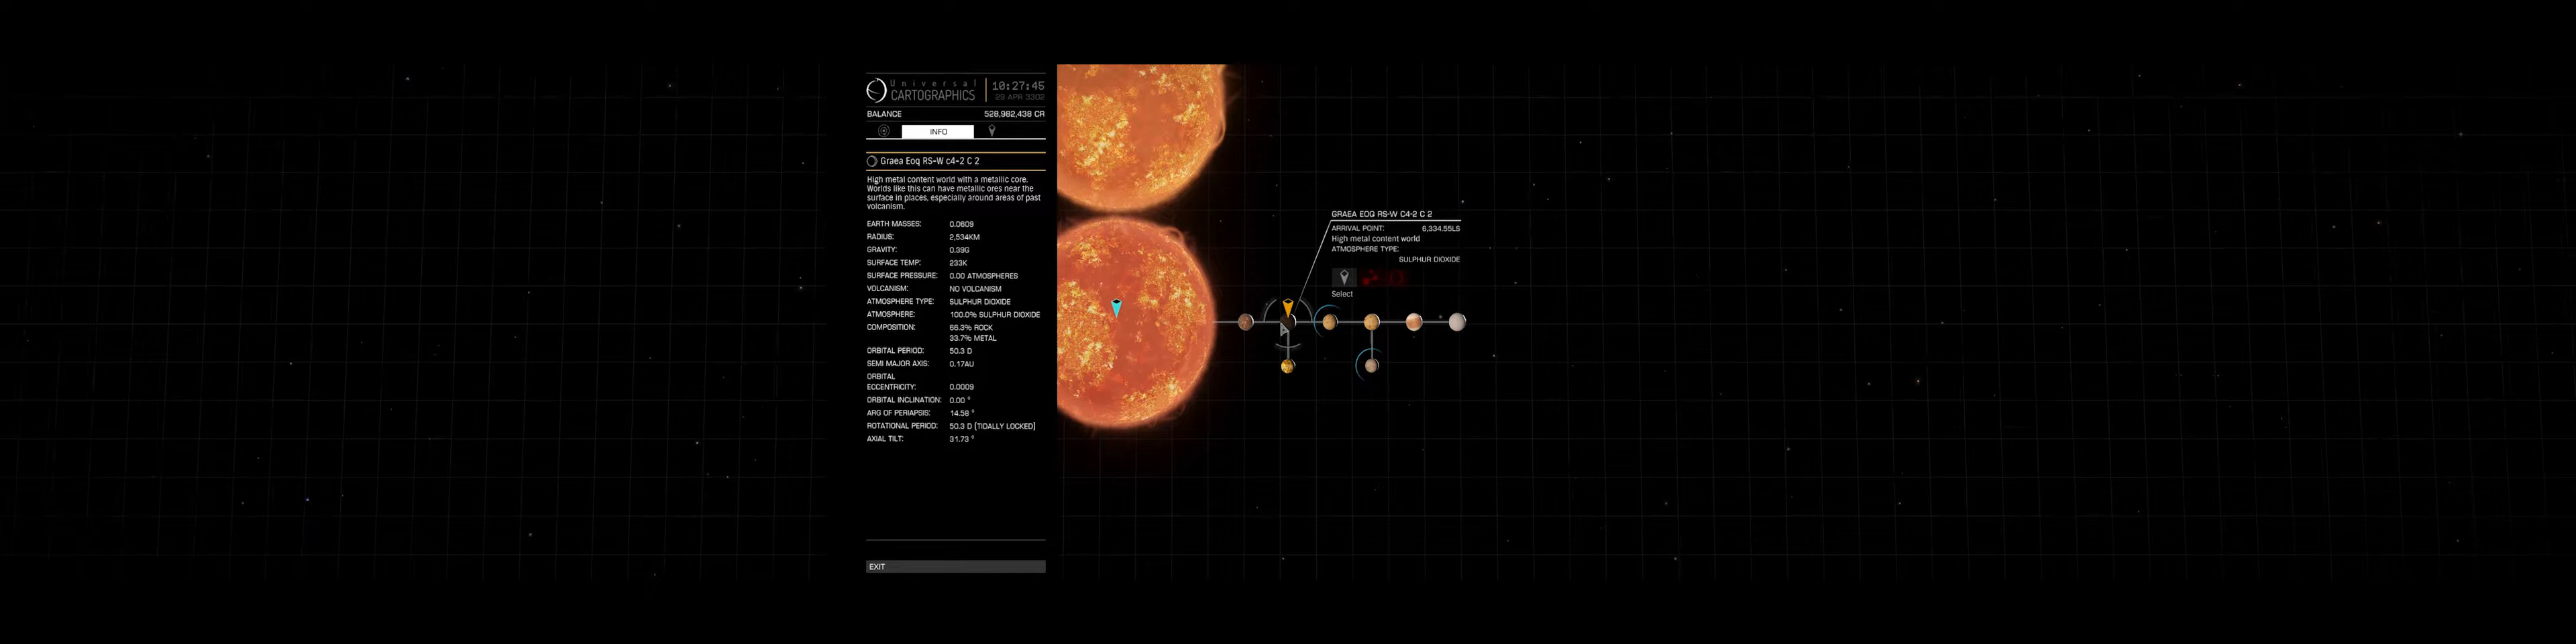 Universal
CARTOGRAPHICS
10:27:45
29 APR 3302
BALANCE 528,982,438 CR
INFO
Graea Eoq RS-W c4-2 C 2
High metal content world with a metallic core.
Worlds like this can have metallic ores near the
surface in places, especially around areas of past
volcanism.
EARTH MASSES: 0.0609
RADIUS: 2,534KM
GRAVITY: 0.39G
SURFACE TEMP: 233K
SURFACE PRESSURE: 0.00 ATMOSPHERES
VOLCANISM: NO VOLCANISM
ATMOSPHERE TYPE: SULPHUR DIOXIDE
ATMOSPHERE: 100.0% SULPHUR DIOXIDE
COMPOSITION: 66.3% ROCK
33.7% METAL
ORBITAL PERIOD: 50.3 D
SEMI MAJOR AXIS: 0.17AU
ORBITAL
ECCENTRICITY: 0.0009
ORBITAL INCLINATION: 0.00 °
ARG OF PERIAPSIS: 14.58 °
ROTATIONAL PERIOD: 50.3 D (TIDALLY LOCKED)
AXIAL TILT: 31.73 °
EXIT
GRAEA EOQ RS-W C4-2 C 2
ARRIVAL POINT: 6,334.55LS
High metal content world
ATMOSPHERE TYPE:
SULPHUR DIOXIDE
Select